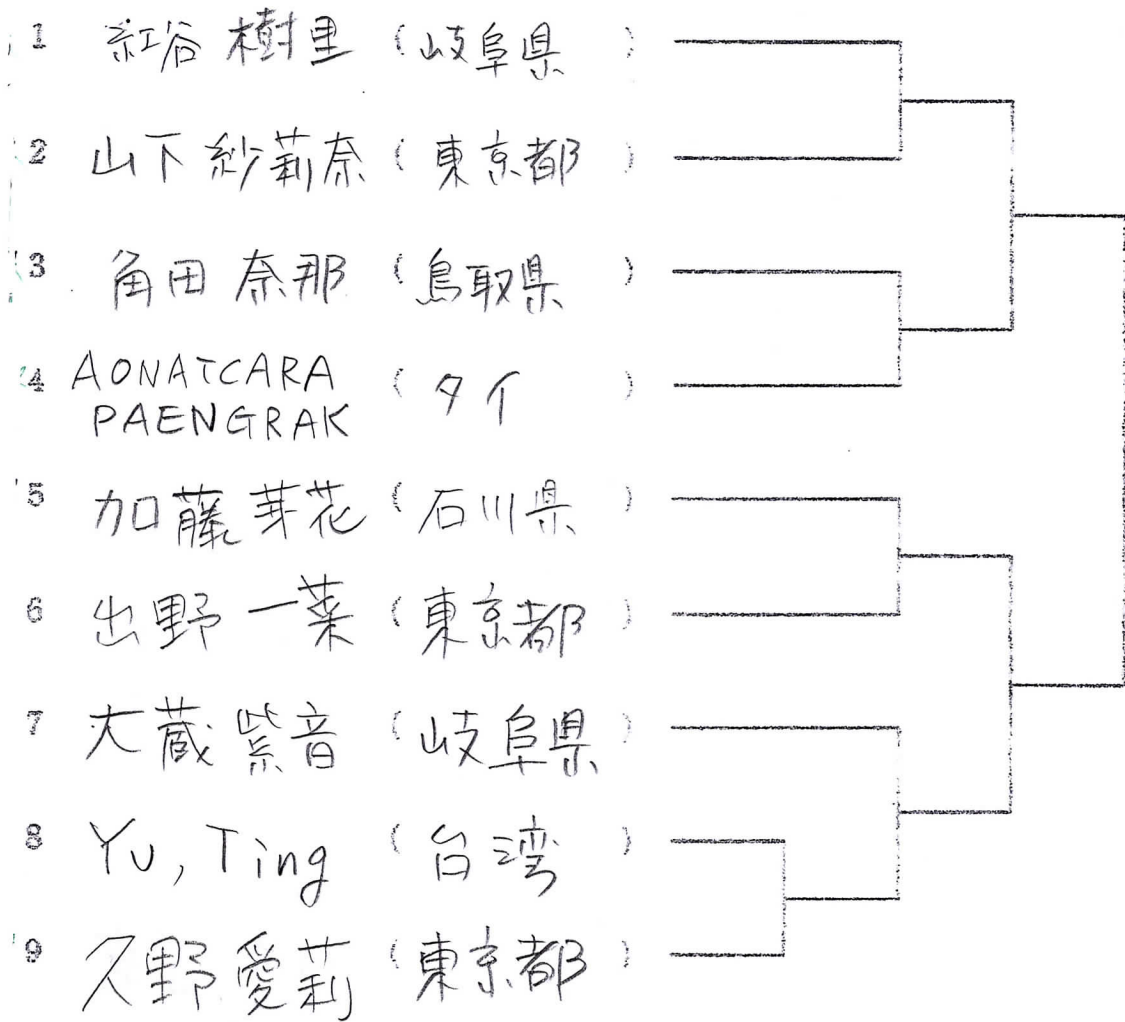 1 紅谷 樹里 (岐阜県)
2 山下 紗莉奈 (東京都)
3 角田 奈那 (鳥取県)
4 AONATCARA (タイ)
PAENGRAK
5 加藤 芽花 (石川県)
6 出野 一菜 (東京都)
7 大蔵 紫音 (岐阜県)
8 Yu, Ting (台湾)
9 久野 愛莉 (東京都)